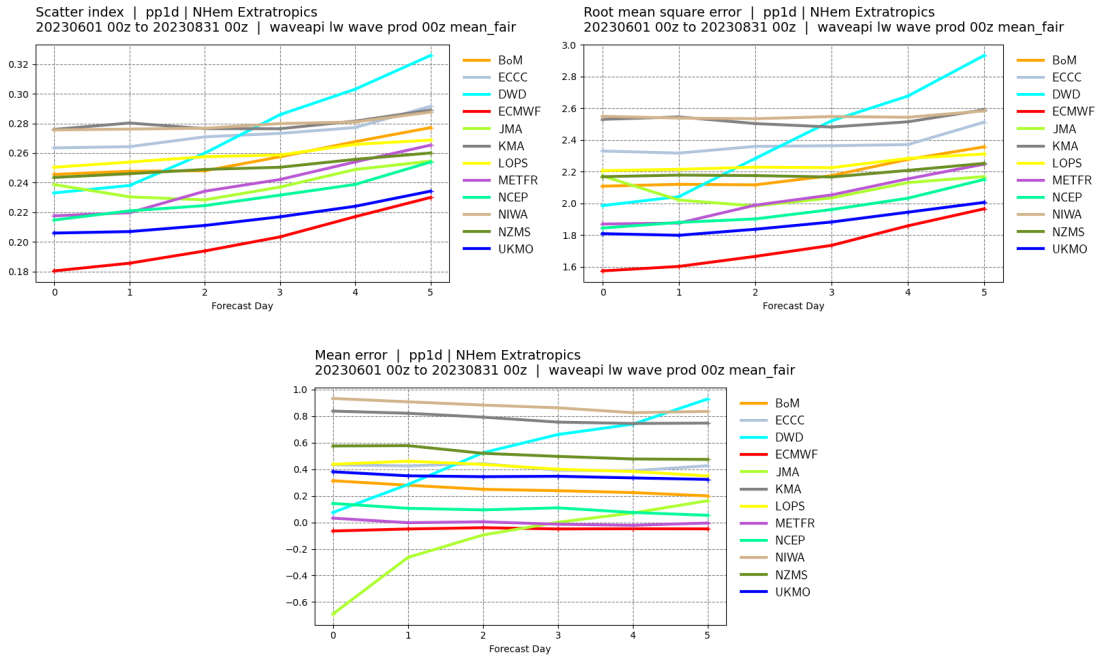 Scatter index | pp1d | NHem Extratropics
20230601 00z to 20230831 00z | waveapi lw wave prod 00z mean_fair
0.32
0.30
0.28
0.26
0.24
0.22
0.20
0.18
0 1 2 3 4 5
Forecast Day
BoM
ECCC
DWD
ECMWF
JMA
KMA
LOPS
METFR
NCEP
NIWA
NZMS
UKMO
Root mean square error | pp1d | NHem Extratropics
20230601 00z to 20230831 00z | waveapi lw wave prod 00z mean_fair
3.0
2.8
2.6
2.4
2.2
2.0
1.8
1.6
0 1 2 3 4 5
Forecast Day
BoM
ECCC
DWD
ECMWF
JMA
KMA
LOPS
METFR
NCEP
NIWA
NZMS
UKMO
Mean error | pp1d | NHem Extratropics
20230601 00z to 20230831 00z | waveapi lw wave prod 00z mean_fair
1.0
0.8
0.6
0.4
0.2
0.0
−0.2
−0.4
−0.6
0 1 2 3 4 5
Forecast Day
BoM
ECCC
DWD
ECMWF
JMA
KMA
LOPS
METFR
NCEP
NIWA
NZMS
UKMO